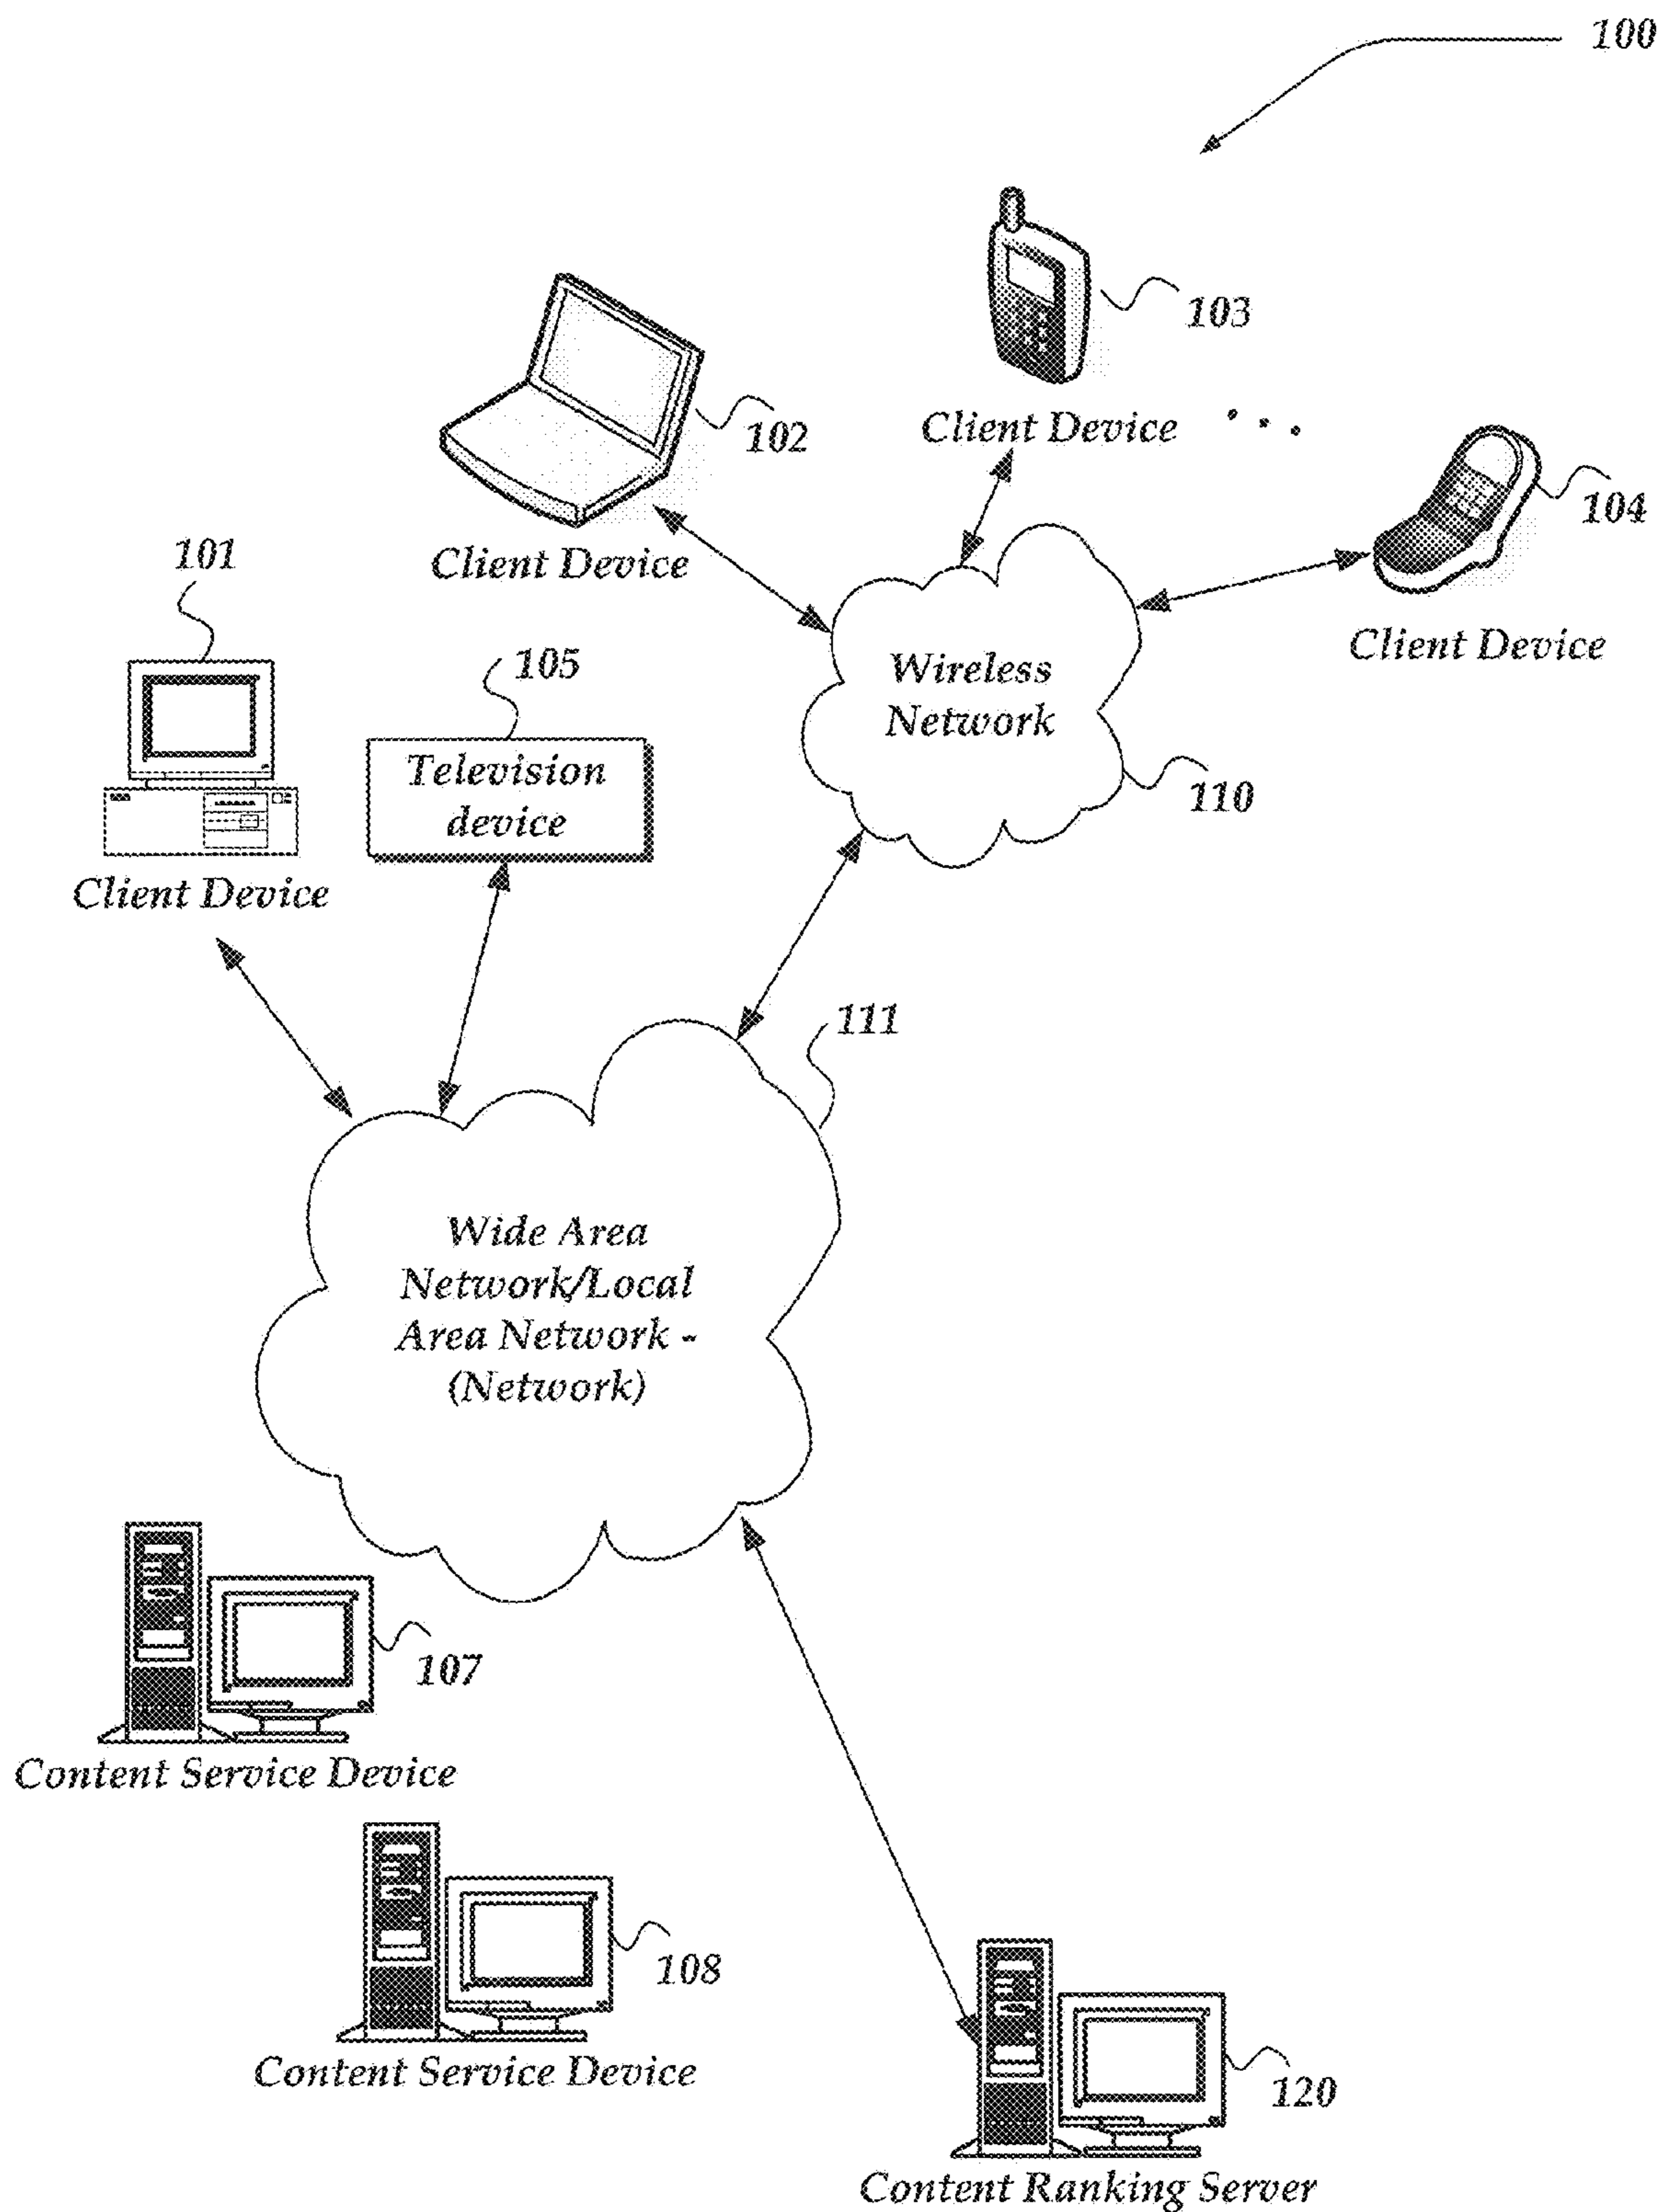 100
103
Client Device . . .
102
104
Client Device
101
Client Device
105
Television
device
Wireless
Network
110
Client Device
111
Wide Area
Network/Local
Area Network -
(Network)
107
Content Service Device
108
Content Service Device
120
Content Ranking Server